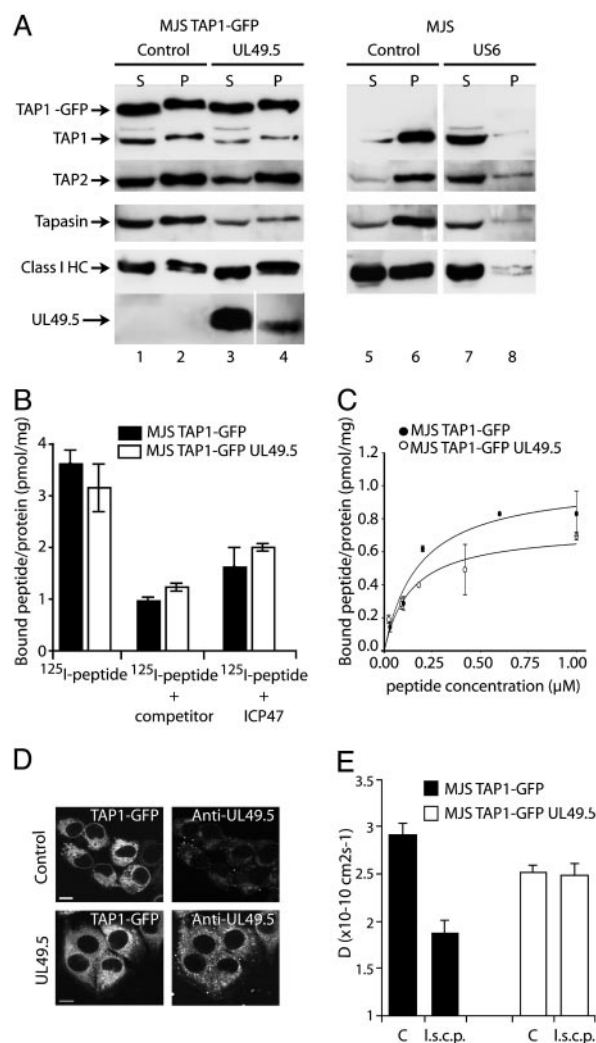 A
MJS TAP1-GFP
MJS
Control
UL49.5
Control
US6
S P S P S P S P
TAP1 -GFP
TAP1
TAP2
Tapasin
Class I HC
UL49.5
1 2 3 4 5 6 7 8
B
Bound peptide/protein (pmol/mg)
4
3
2
1
0
MJS TAP1-GFP
MJS TAP1-GFP UL49.5
125I-peptide
125I-peptide
+
competitor
125I-peptide
+
ICP47
C
Bound peptide/protein (pmol/mg)
1.2
1.0
0.8
0.6
0.4
0.2
0.0
MJS TAP1-GFP
MJS TAP1-GFP UL49.5
0.00 0.25 0.50 0.75 1.00
peptide concentration (μM)
D
Control
TAP1-GFP
Anti-UL49.5
UL49.5
TAP1-GFP
Anti-UL49.5
E
D (x10-10 cm2s-1)
3.5
3
2.5
2
1.5
1
MJS TAP1-GFP
MJS TAP1-GFP UL49.5
C l.s.c.p. C l.s.c.p.